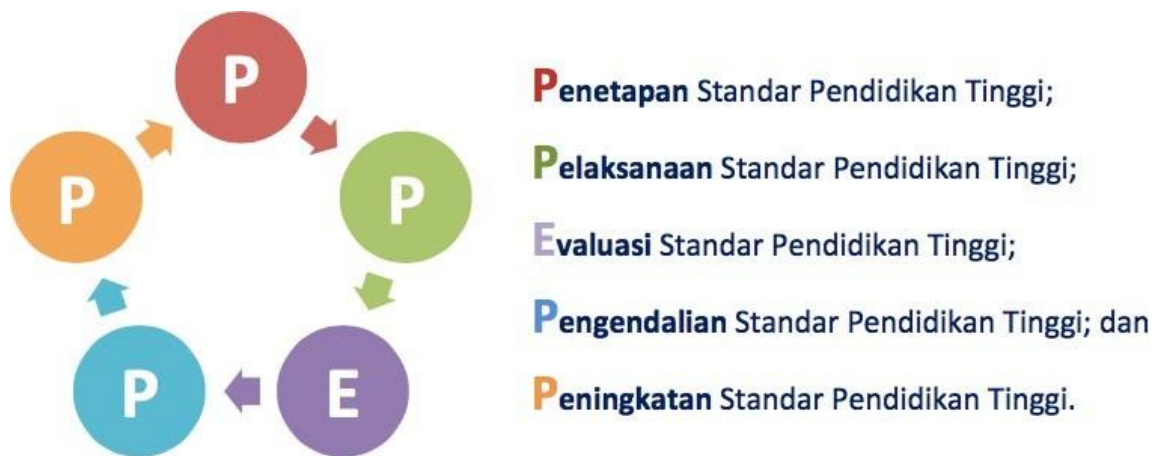 P
P
P
P
E
Penetapan Standar Pendidikan Tinggi;
Pelaksanaan Standar Pendidikan Tinggi;
Evaluasi Standar Pendidikan Tinggi;
Pengendalian Standar Pendidikan Tinggi; dan
Peningkatan Standar Pendidikan Tinggi.